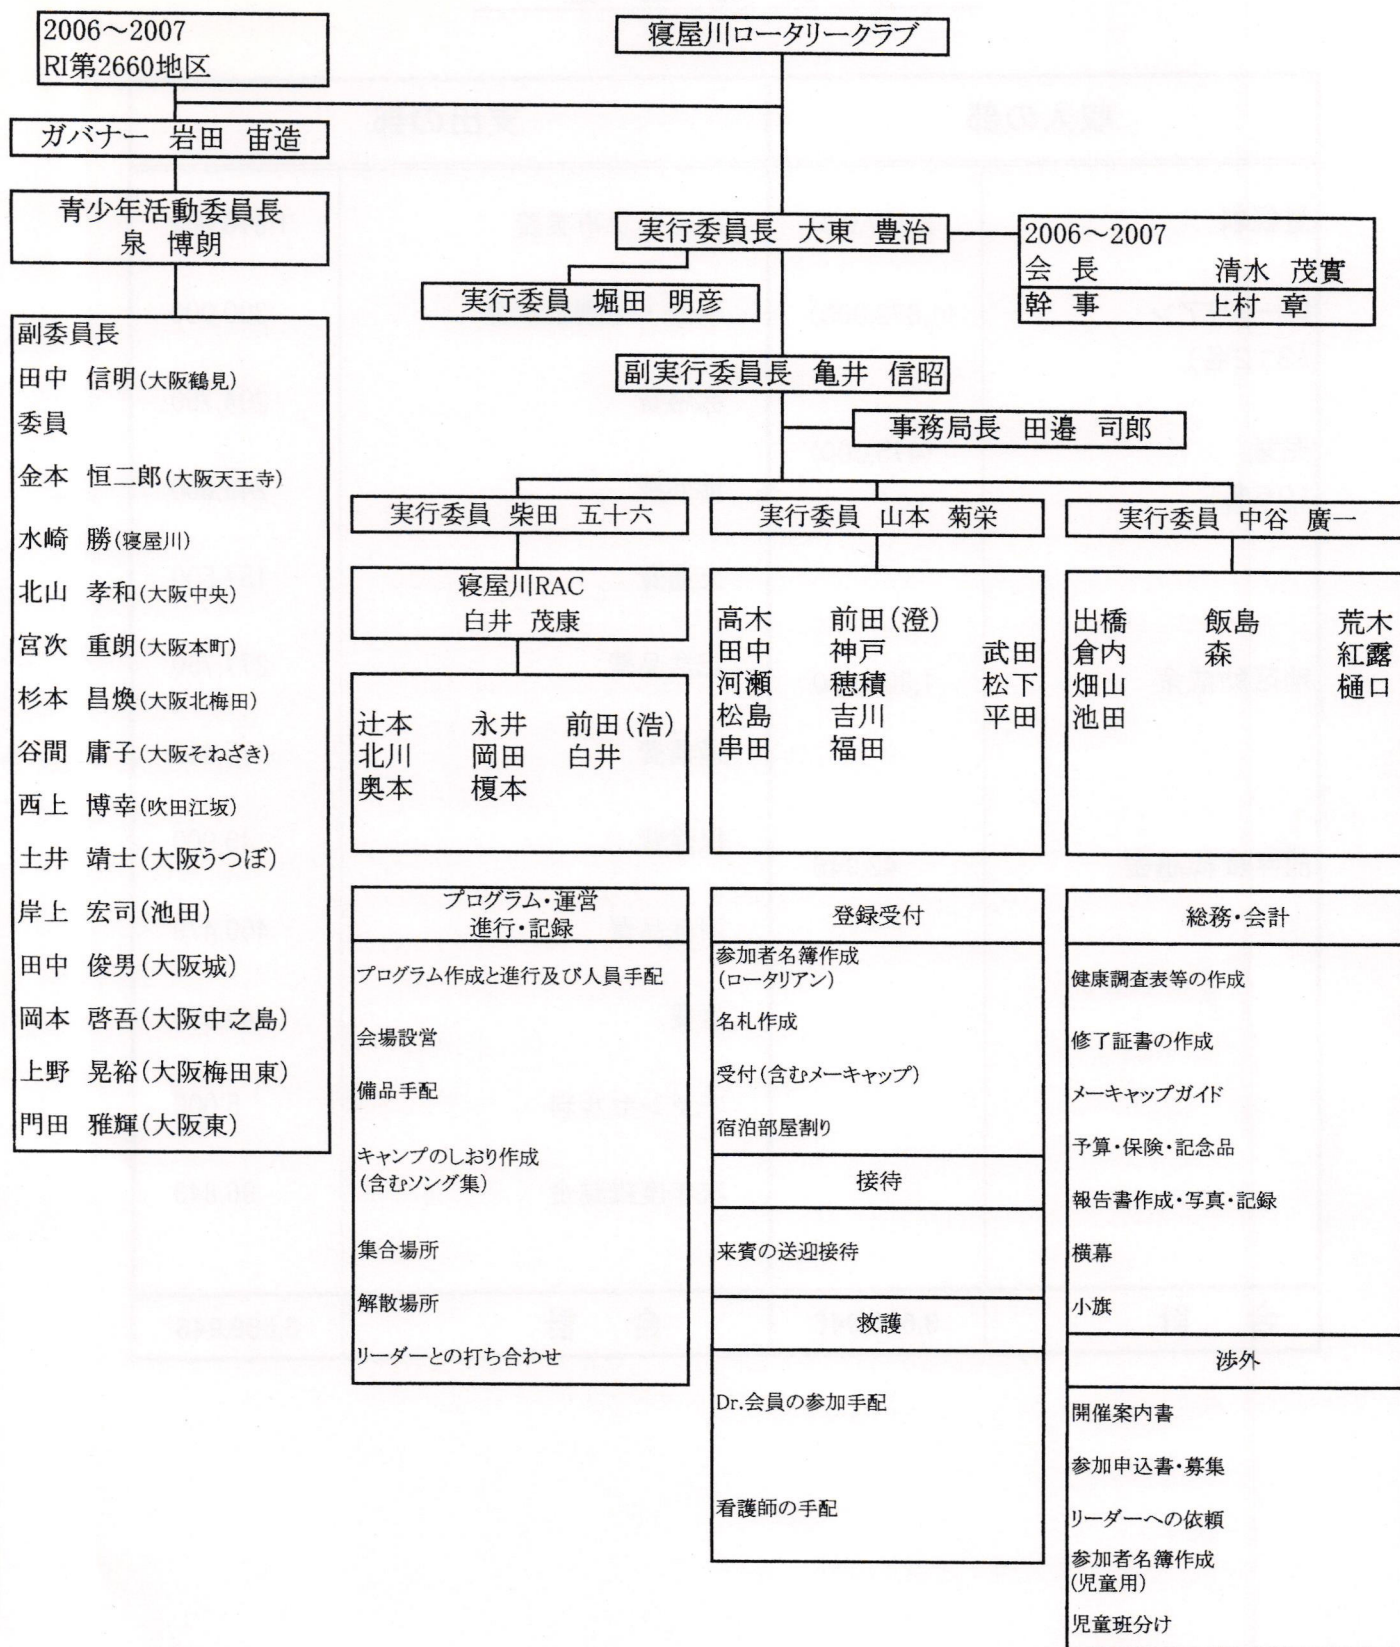 2006～2007
RI第2660地区
寝屋川ロータリークラブ
ガバナー 岩田 宙造
青少年活動委員長
泉 博朗
実行委員長 大東 豊治
2006～2007
会 長 清水 茂實
幹 事 上村 章
実行委員 堀田 明彦
副実行委員長 亀井 信昭
事務局長 田邉 司郎
副委員長
田中 信明(大阪鶴見)
委員
金本 恒二郎(大阪天王寺)
水崎 勝(寝屋川)
北山 孝和(大阪中央)
宮次 重朗(大阪本町)
杉本 昌煥(大阪北梅田)
谷間 庸子(大阪そねざき)
西上 博幸(吹田江坂)
土井 靖士(大阪うつぼ)
岸上 宏司(池田)
田中 俊男(大阪城)
岡本 啓吾(大阪中之島)
上野 晃裕(大阪梅田東)
門田 雅輝(大阪東)
実行委員 柴田 五十六
寝屋川RAC
白井 茂康
辻本 永井 前田(浩)
北川 岡田 白井
奥本 榎本
プログラム・運営
進行・記録
プログラム作成と進行及び人員手配
会場設営
備品手配
キャンプのしおり作成
(含むソング集)
集合場所
解散場所
リーダーとの打ち合わせ
実行委員 山本 菊栄
高木 前田(澄)
田中 神戸 武田
河瀬 穂積 松下
松島 吉川 平田
串田 福田
登録受付
参加者名簿作成
(ロータリアン)
名札作成
受付(含むメーキャップ)
宿泊部屋割り
接待
来賓の送迎接待
救護
Dr.会員の参加手配
看護師の手配
実行委員 中谷 廣一
出橋 飯島 荒木
倉内 森 紅露
畑山 樋口
池田
総務・会計
健康調査表等の作成
修了証書の作成
メーキャップガイド
予算・保険・記念品
報告書作成・写真・記録
横幕
小旗
渉外
開催案内書
参加申込書・募集
リーダーへの依頼
参加者名簿作成
(児童用)
児童班分け